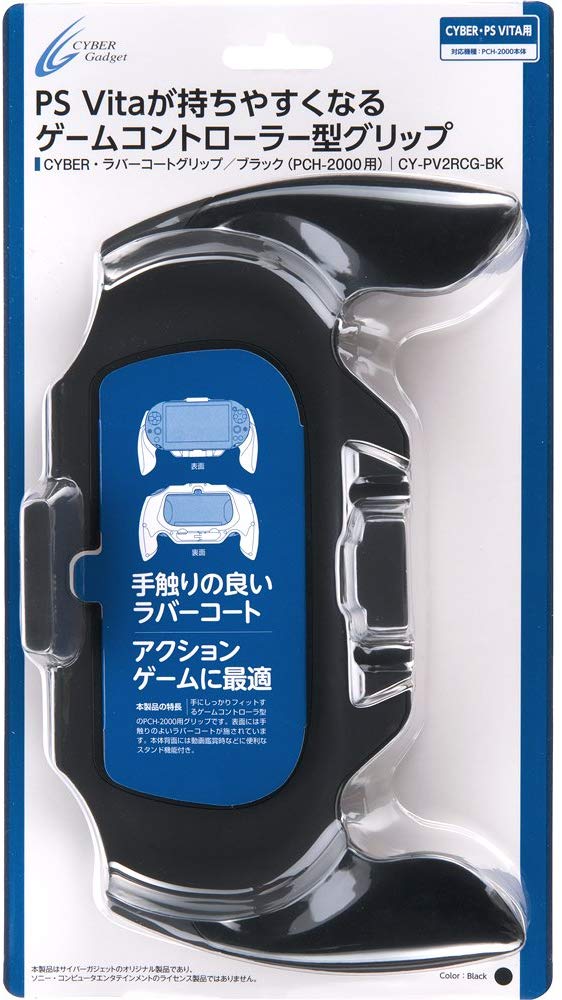 CYBER
Gadget
CYBER・PS VITA用
対応機種：PCH-2000本体
PS Vitaが持ちやすくなる
ゲームコントローラー型グリップ
CYBER・ラバーコートグリップ／ブラック（PCH-2000用）｜CY-PV2RCG-BK
表面
裏面
手触りの良い
ラバーコート
アクション
ゲームに最適
本製品の特長 手にしっかりフィットす
るゲームコントローラ型
のPCH-2000用グリップです。表面には手
触りのよいラバーコートが施されていま
す。本体背面には動画鑑賞時などに便利な
スタンド機能付き。
本製品はサイバーガジェットのオリジナル製品であり、
ソニー・コンピュータエンタテインメントのライセンス製品ではありません。
Color : Black